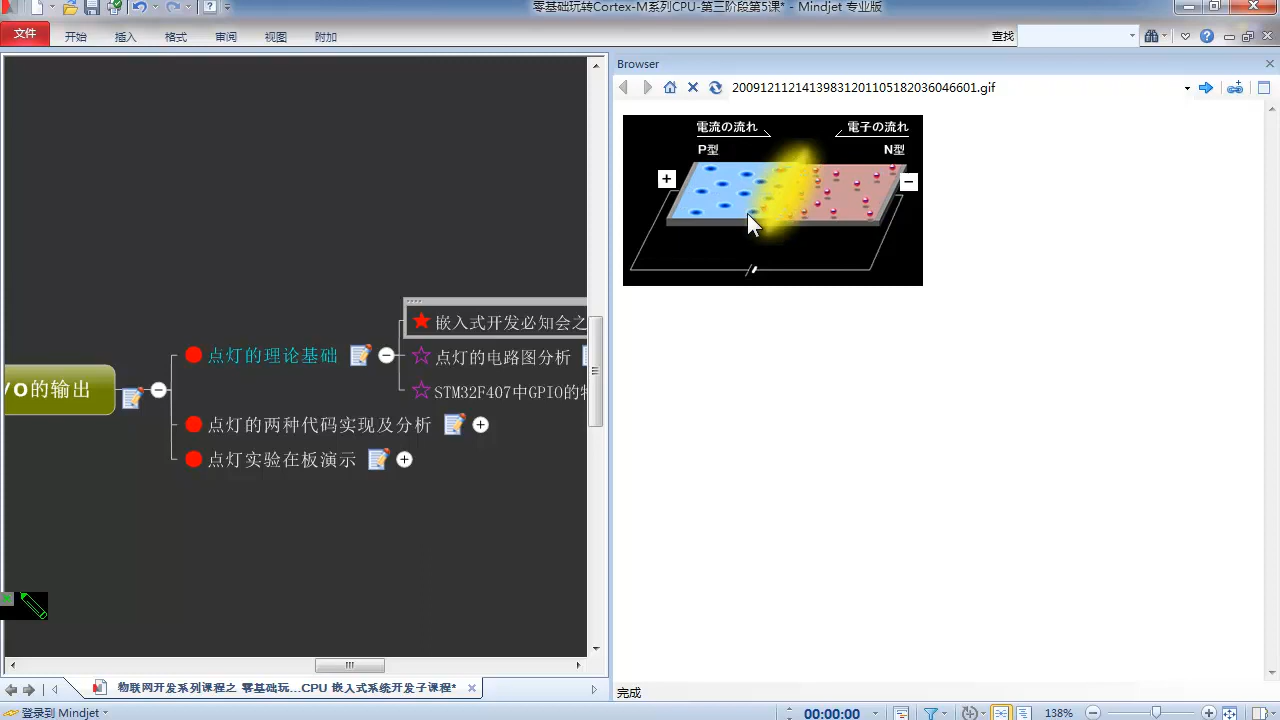 零基础玩转Cortex-M系列CPU-第三阶段第5课* - Mindjet 专业版
文件 开始 插入 格式 审阅 视图 附加 查找
Browser
20091211214139831201105182036046601.gif
電流の流れ 電子の流れ
P型 N型
+ −
嵌入式开发必知会之
点灯的理论基础
点灯的电路图分析
I/O的输出
STM32F407中GPIO的
点灯的两种代码实现及分析
点灯实验在板演示
物联网开发系列课程之 零基础玩...CPU 嵌入式系统开发子课程*
完成
登录到 Mindjet
00:00:00
138%